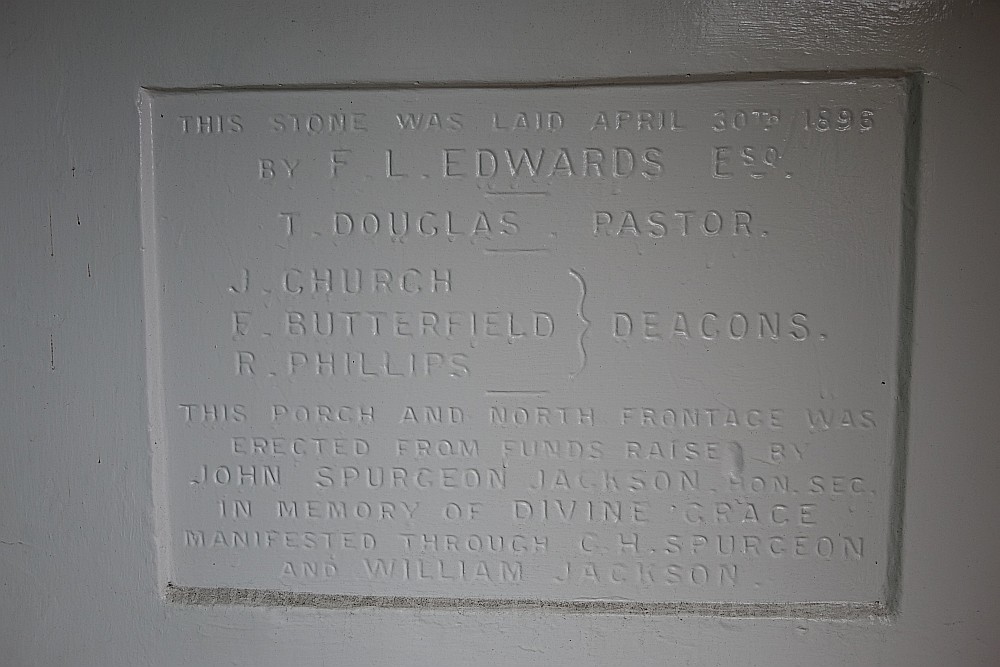 THIS STONE WAS LAID APRIL 30TH 1896
BY F. L. EDWARDS ESQ.
T. DOUGLAS. PASTOR.
J. CHURCH
F. BUTTERFIELD } DEACONS.
R. PHILLIPS
THIS PORCH AND NORTH FRONTAGE WAS
ERECTED FROM FUNDS RAISED BY
JOHN SPURGEON JACKSON. HON. SEC.
IN MEMORY OF DIVINE GRACE
MANIFESTED THROUGH C. H. SPURGEON
AND WILLIAM JACKSON.